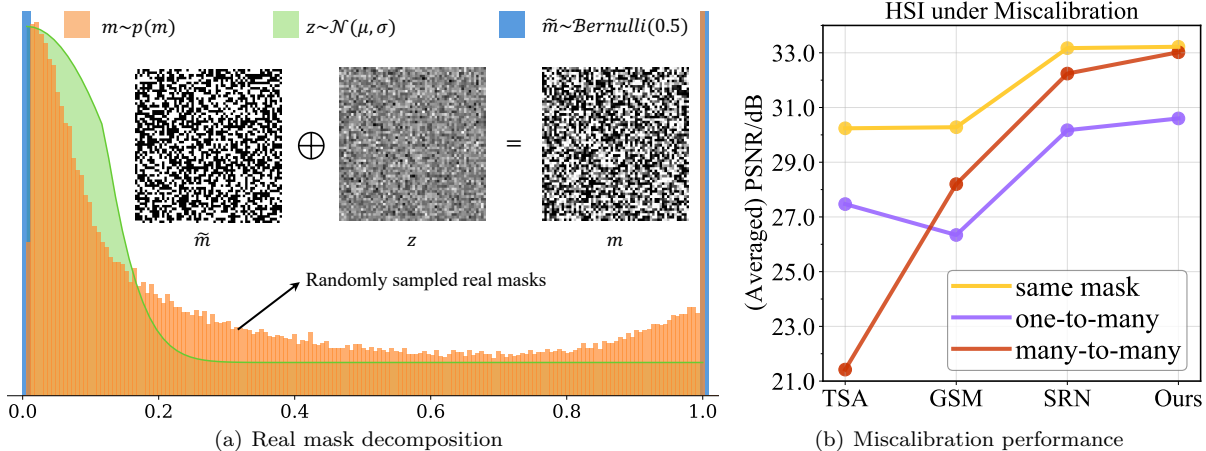 m~p(m)
z~𝒩(μ, σ)
m̃~Bernulli(0.5)
⊕
=
m̃
z
m
Randomly sampled real masks
0.0 0.2 0.4 0.6 0.8 1.0
(a) Real mask decomposition
HSI under Miscalibration
(Averaged) PSNR/dB
33.0
31.0
29.0
27.0
25.0
23.0
21.0
same mask
one-to-many
many-to-many
TSA GSM SRN Ours
(b) Miscalibration performance